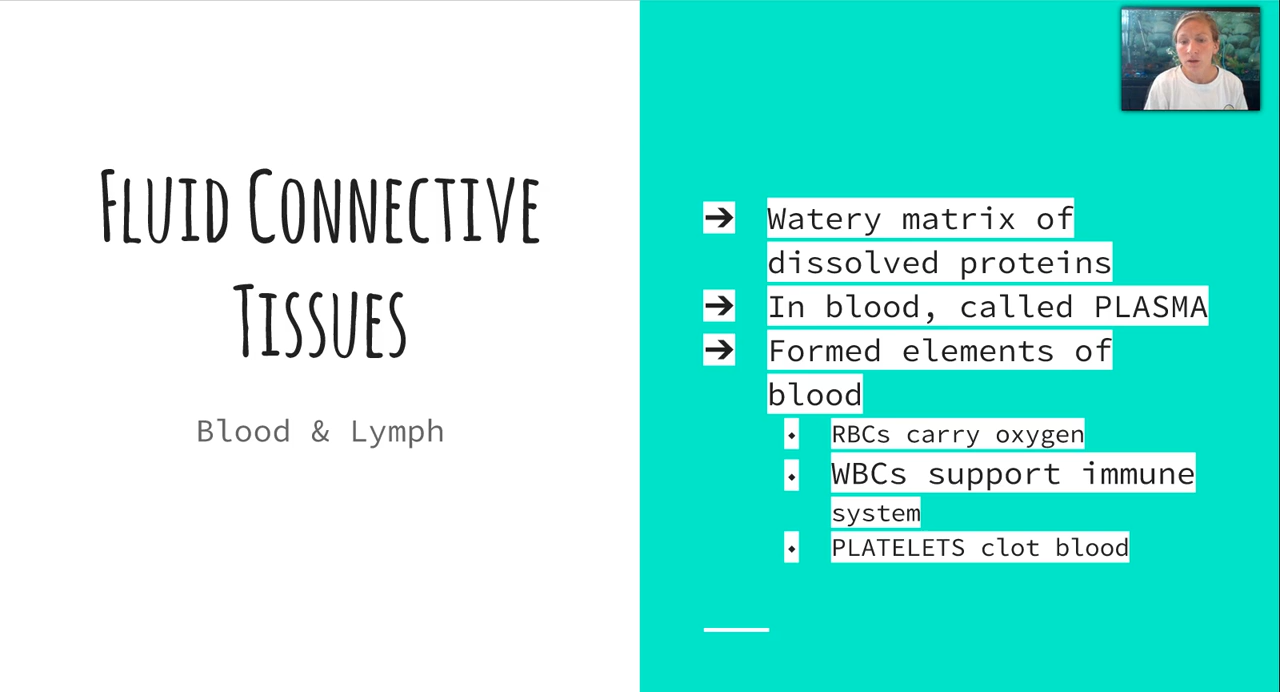 Fluid Connective
Tissues
Blood & Lymph
➔ Watery matrix of
dissolved proteins
➔ In blood, called PLASMA
➔ Formed elements of
blood
⬩ RBCs carry oxygen
⬩ WBCs support immune
system
⬩ PLATELETS clot blood